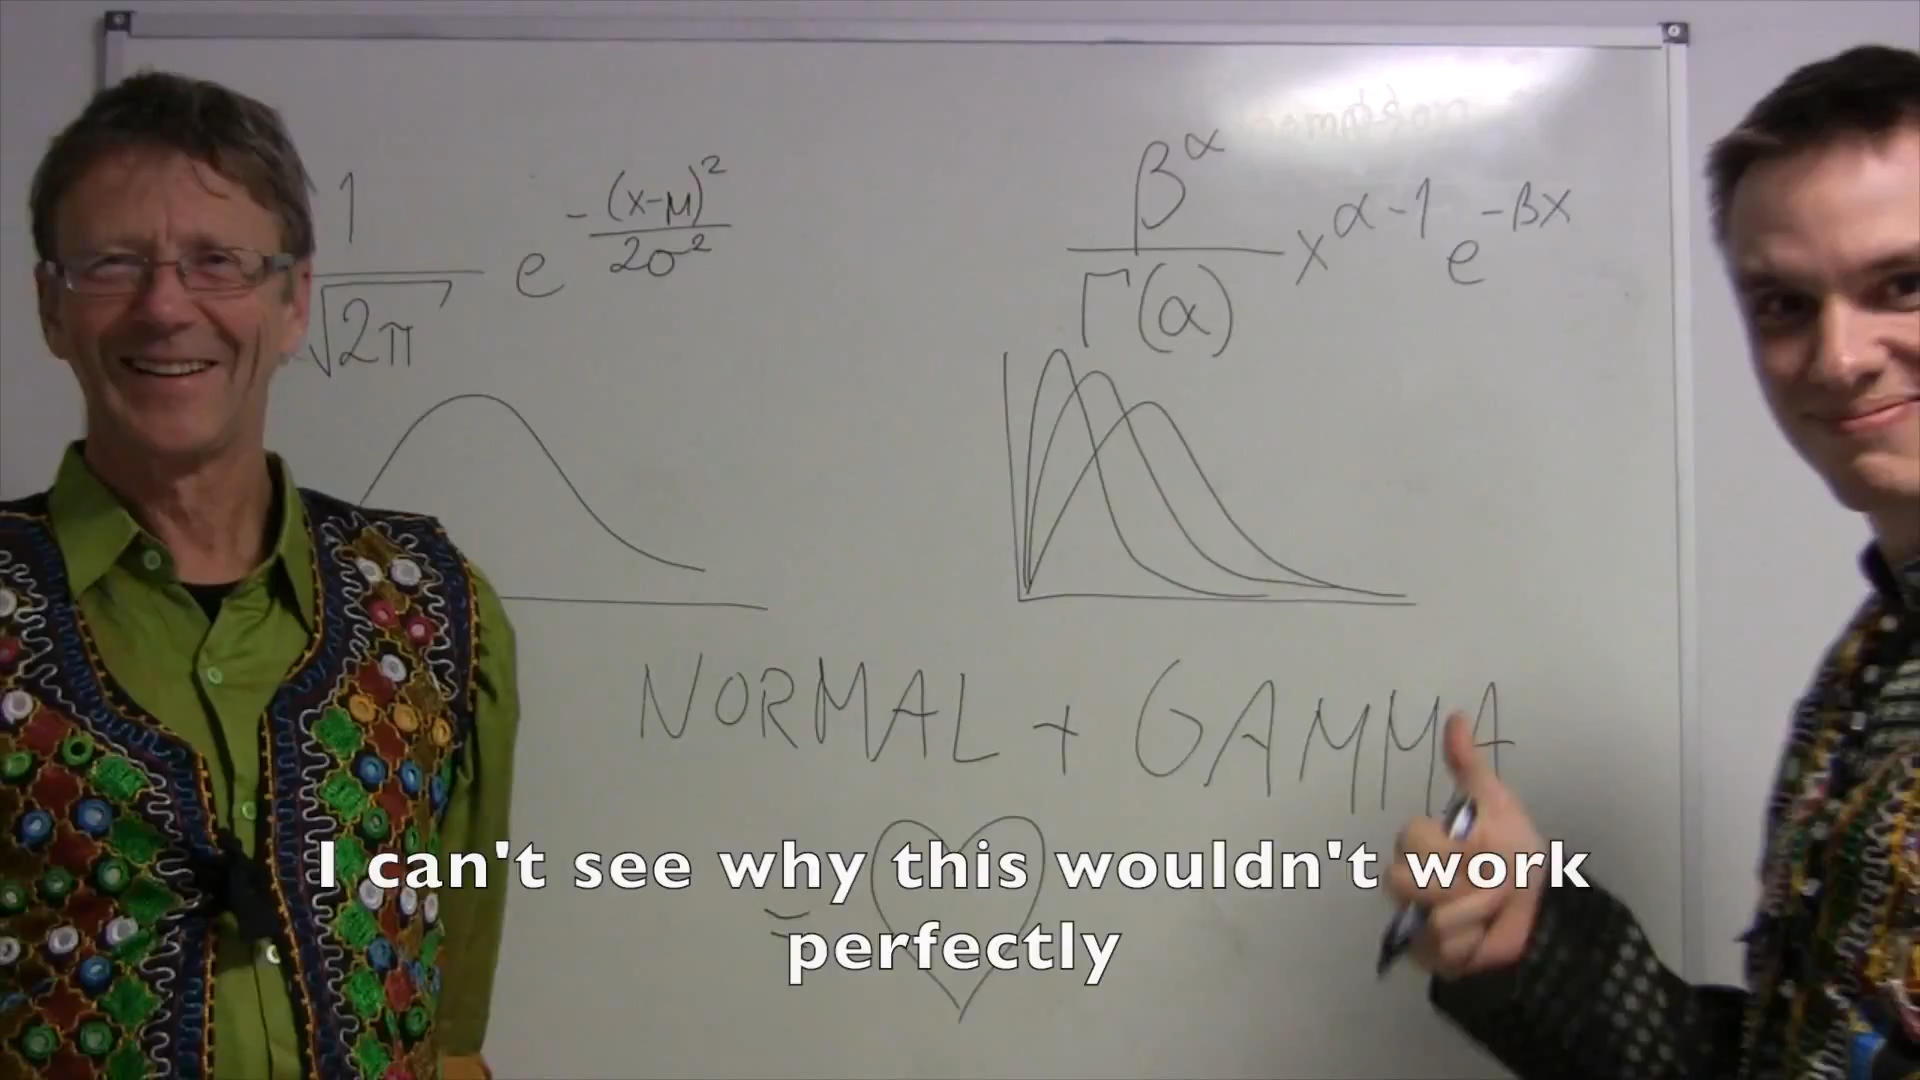 1
√2π
e
-(x-μ)²
2σ²
β^α
Γ(α)
x^α-1 e^-βx
NORMAL + GAMMA
=
I can't see why this wouldn't work
perfectly